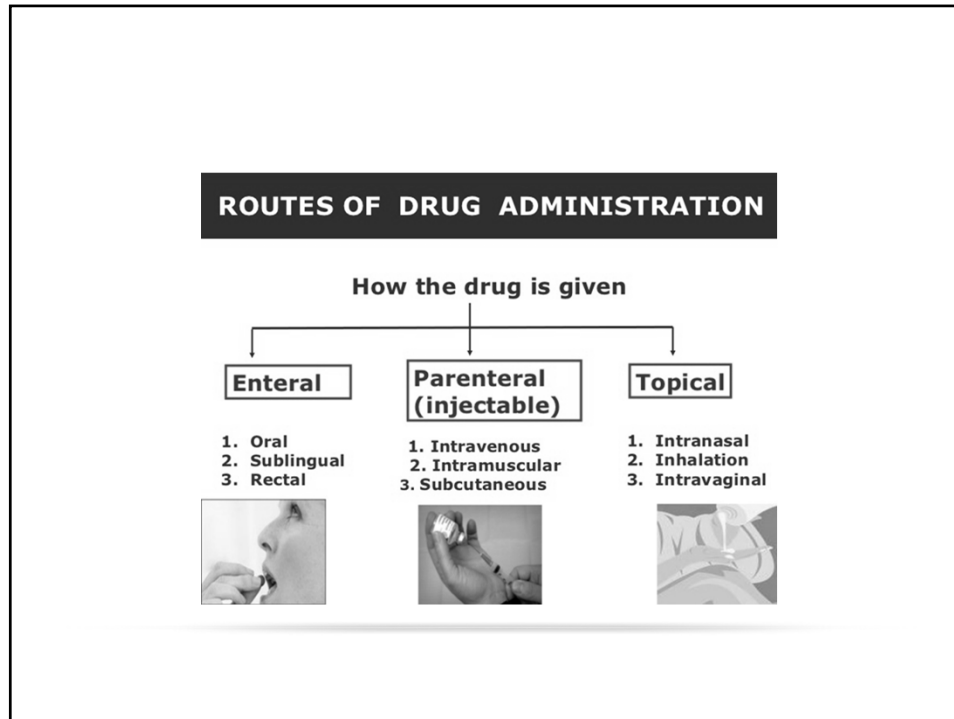 ROUTES OF DRUG ADMINISTRATION
How the drug is given
Enteral
1. Oral
2. Sublingual
3. Rectal
Parenteral
(injectable)
1. Intravenous
2. Intramuscular
3. Subcutaneous
Topical
1. Intranasal
2. Inhalation
3. Intravaginal